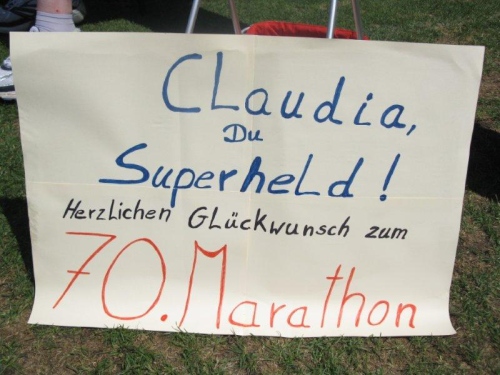 Claudia,
Du
Superheld!
Herzlichen Glückwunsch zum
70. Marathon